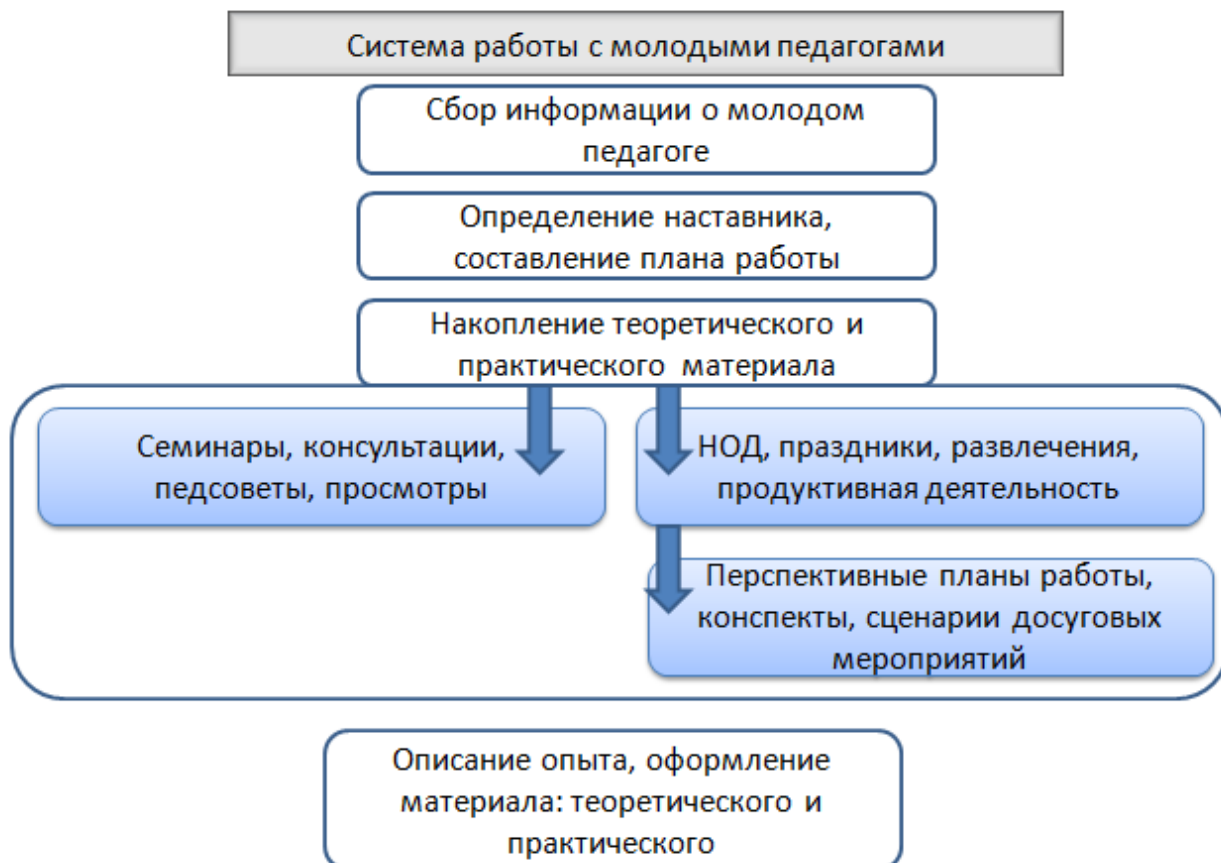 Система работы с молодыми педагогами
Сбор информации о молодом
педагоге
Определение наставника,
составление плана работы
Накопление теоретического и
практического материала
Семинары, консультации,
педсоветы, просмотры
НОД, праздники, развлечения,
продуктивная деятельность
Перспективные планы работы,
конспекты, сценарии досуговых
мероприятий
Описание опыта, оформление
материала: теоретического и
практического